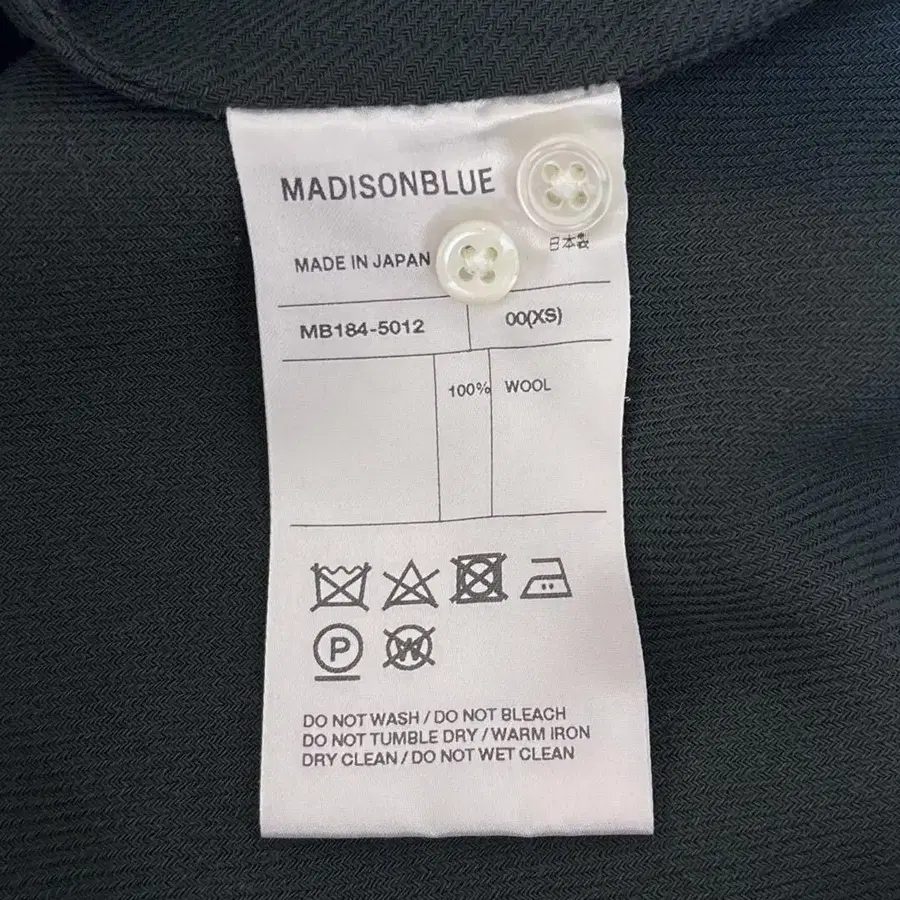 MADISONBLUE
日本製
MADE IN JAPAN
MB184-5012
00(XS)
100% WOOL
P
W
DO NOT WASH / DO NOT BLEACH
DO NOT TUMBLE DRY / WARM IRON
DRY CLEAN / DO NOT WET CLEAN